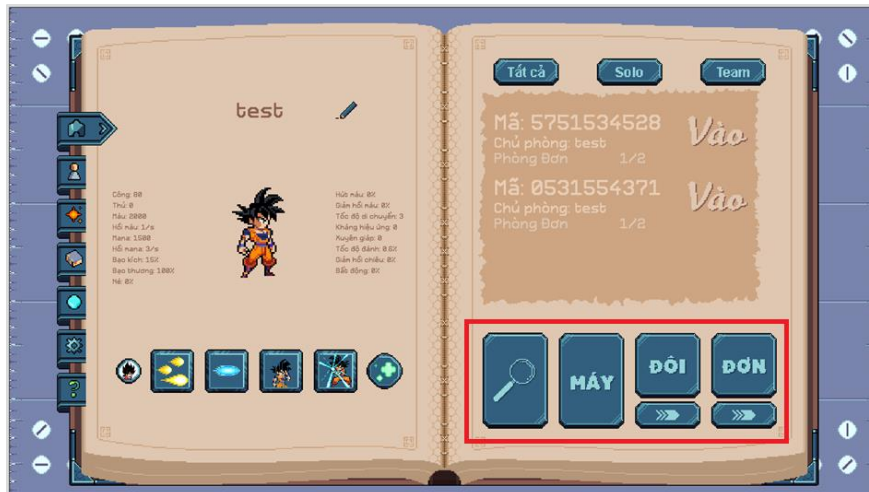 test
Công: 80
Thủ: 0
Máu: 2000
Hồi máu: 1/s
Mana: 1500
Hồi mana: 3/s
Bạo kích: 15%
Bạo thương: 100%
Né: 0%
Hút máu: 0%
Giảm hồi máu: 0%
Tốc độ di chuyển: 3
Kháng hiệu ứng: 0
Xuyên giáp: 0
Tốc độ đánh: 0.5%
Giảm hồi chiêu: 0%
Bất động: 0%
Tất cả
Solo
Team
Mã: 5751534528
Vào
Chủ phòng: test
Phòng Đơn 1/2
Mã: 0531554371
Vào
Chủ phòng: test
Phòng Đơn 1/2
MÁY
ĐÔI
ĐƠN
?